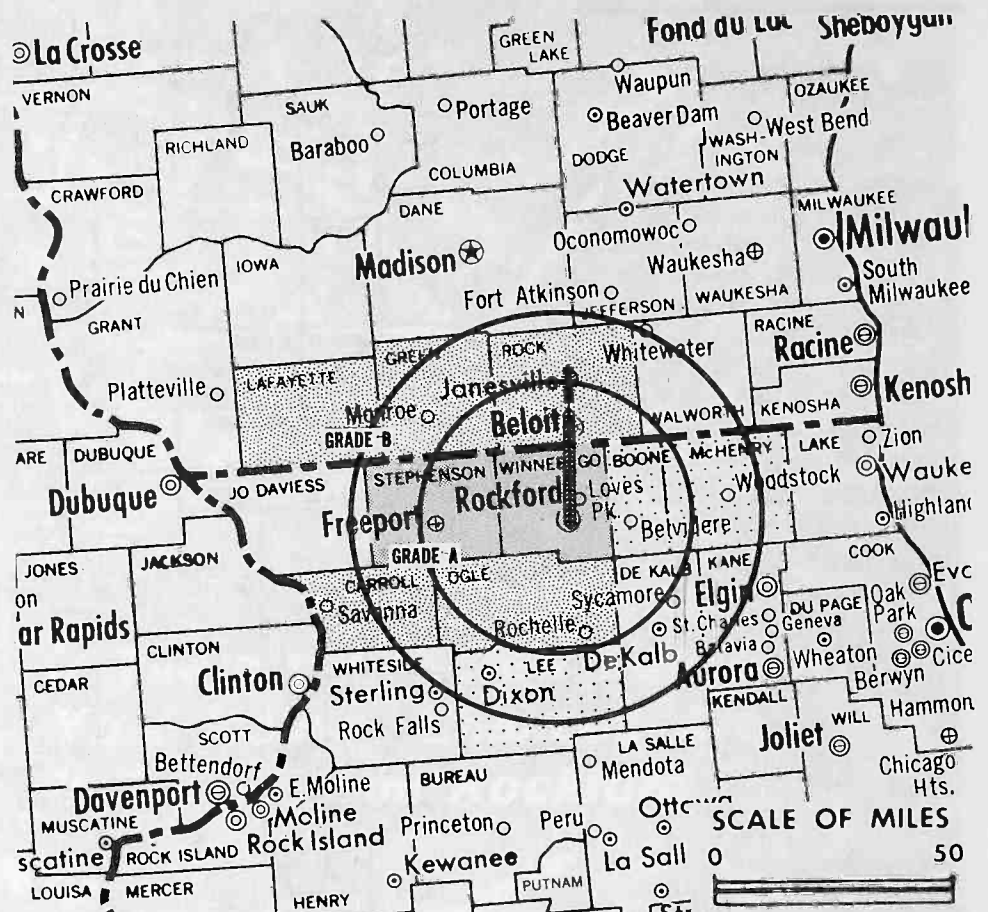 La Crosse
GREEN
LAKE
Fond du Lac
Sheboygan
VERNON
SAUK
Portage
Waupun
OZAUKEE
RICHLAND
Baraboo
Beaver Dam
WASH-
INGTON
West Bend
COLUMBIA
DODGE
CRAWFORD
DANE
Watertown
MILWAUKEE
Milwau
Oconomowoc
IOWA
Madison
Waukesha
Prairie du Chien
South
Milwaukee
Fort Atkinson
JEFFERSON
WAUKESHA
N
GRANT
RACINE
Racine
GREEN
ROCK
Whitewater
LAFAYETTE
Janesville
Platteville
Kenosh
Monroe
Beloit
WALWORTH
KENOSHA
GRADE B
ARE
DUBUQUE
Zion
STEPHENSON
WINNEB
GO
BOONE
McHENRY
LAKE
Dubuque
JO DAVIESS
Rockford
Loves
PK.
Woodstock
Wauke
Freeport
Belvidere
Highlan
GRADE A
COOK
JONES
JACKSON
CARROLL
OGLE
DE KALB
KANE
Elgin
Savanna
Sycamore
Oak
Park
Eva
on
ar Rapids
Rochelle
St. Charles
DU PAGE
Geneva
C
CLINTON
WHITESIDE
LEE
DeKalb
Batavia
Wheaton
Cice
Berwyn
CEDAR
Clinton
Sterling
Dixon
Aurora
KENDALL
Rock Falls
Hammon
SCOTT
LA SALLE
Joliet
WILL
Bettendorf
BUREAU
Mendota
Chicago
Hts.
Davenport
E. Moline
Moline
Ottawa
SCALE OF MILES
MUSCATINE
Princeton
Peru
scatine
ROCK ISLAND
Rock Island
Kewanee
La Sall
0
50
LOUISA
MERCER
HENRY
PUTNAM